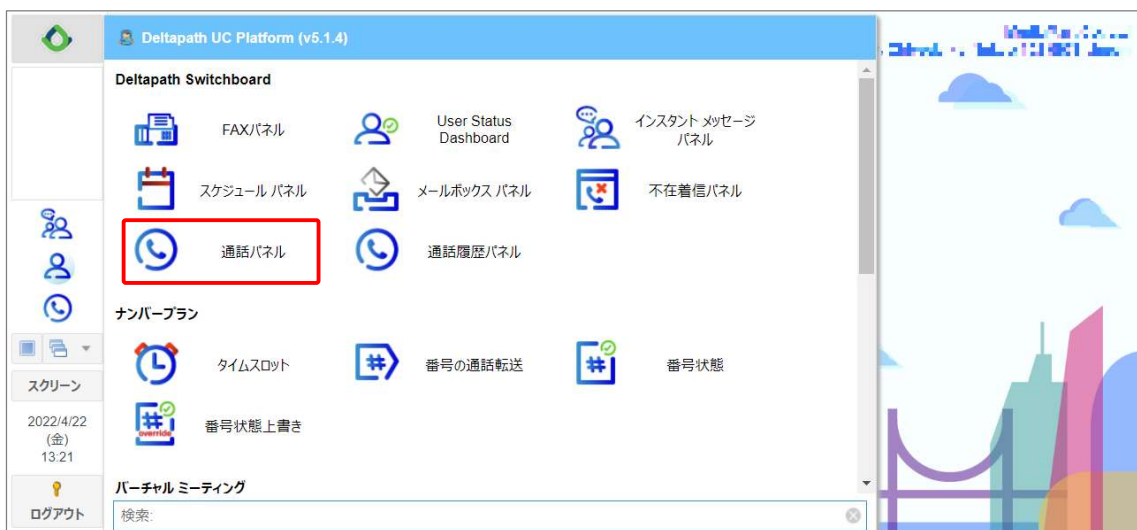 Deltapath UC Platform (v5.1.4)
Deltapath Switchboard
FAXパネル
User Status
Dashboard
インスタント メッセージ
パネル
スケジュール パネル
メールボックス パネル
不在着信パネル
通話パネル
通話履歴パネル
ナンバープラン
タイムスロット
番号の通話転送
番号状態
override
番号状態上書き
バーチャル ミーティング
検索:
スクリーン
2022/4/22
(金)
13:21
ログアウト